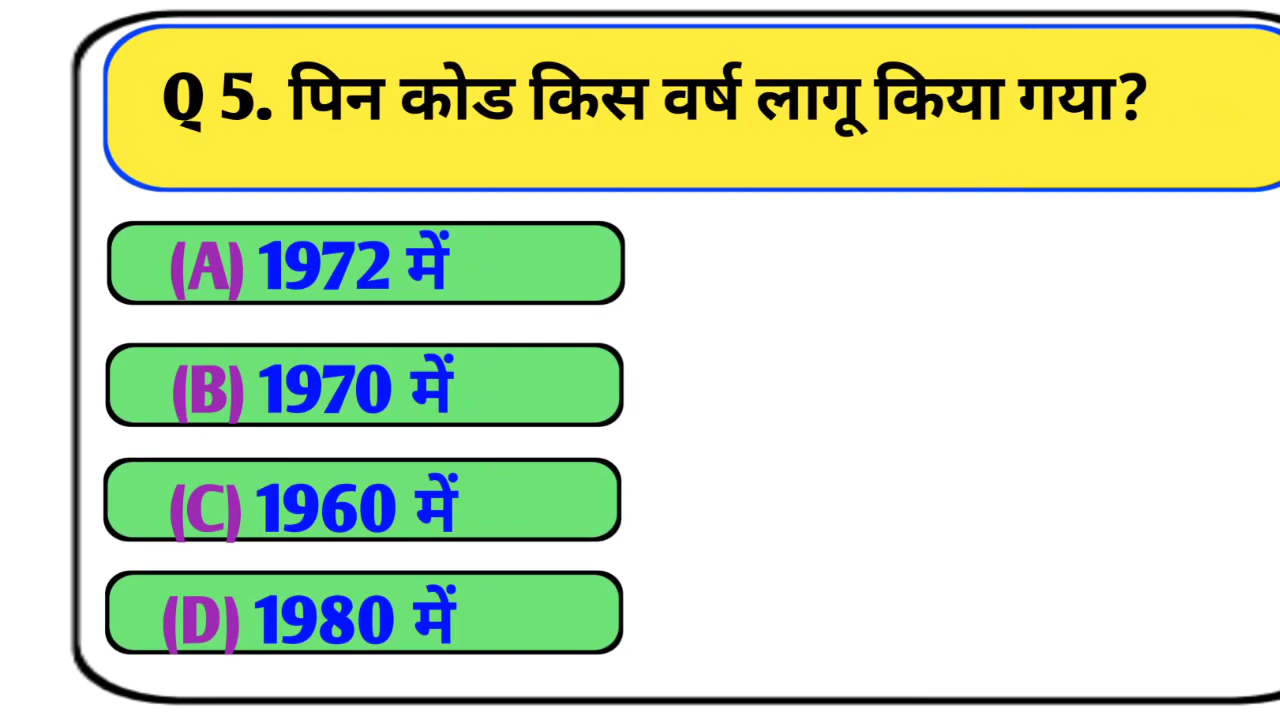 Q 5. पिन कोड किस वर्ष लागू किया गया?
(A) 1972 में
(B) 1970 में
(C) 1960 में
(D) 1980 में